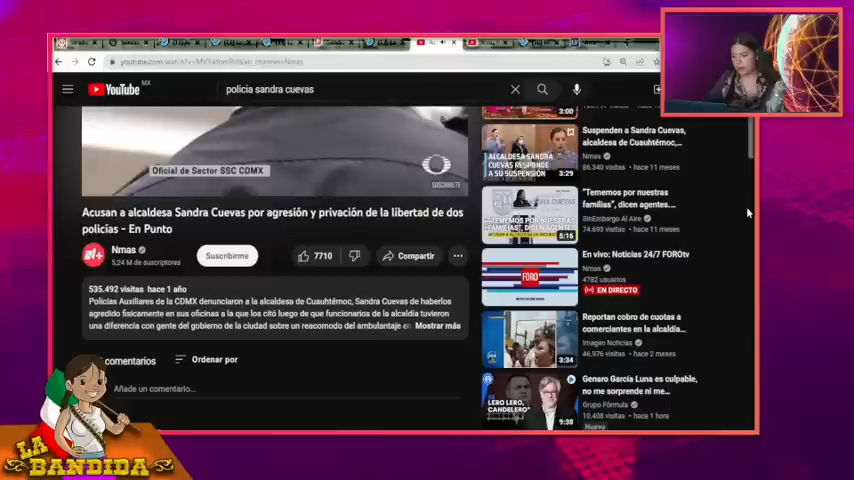 YouTube MX
policia sandra cuevas
Oficial de Sector SSC CDMX
SUSCRÍBETE
Acusan a alcaldesa Sandra Cuevas por agresión y privación de la libertad de dos
policías - En Punto
Nmas
5,24 M de suscriptores
Suscribirme
7710
Compartir
535.492 visitas hace 1 año
Policías Auxiliares de la CDMX denunciaron a la alcaldesa de Cuauhtémoc, Sandra Cuevas de haberlos
agredido físicamente en sus oficinas a la que los citó luego de que funcionarios de la alcaldía tuvieron
una diferencia con gente del gobierno de la ciudad sobre un reacomodo del ambulantaje en Mostrar más
comentarios
Ordenar por
Añade un comentario...
3:00
ALCALDESA SANDRA
CUEVAS RESPONDE
A SU SUSPENSIÓN
3:29
Suspenden a Sandra Cuevas,
alcaldesa de Cuauhtémoc,...
Nmas
86.340 visitas • hace 11 meses
"TEMEMOS POR NUESTRAS
FAMILIAS", DICEN AGENTES
5:16
"Tememos por nuestras
familias", dicen agentes....
SinEmbargo Al Aire
74.693 visitas • hace 11 meses
FORO
En vivo: Noticias 24/7 FOROtv
Nmas
4782 usuarios
EN DIRECTO
3:34
Reportan cobro de cuotas a
comerciantes en la alcaldía...
Imagen Noticias
46.976 visitas • hace 2 meses
LERO LERO,
CANDELERO"
9:38
Genaro García Luna es culpable,
no me sorprende ni me...
Grupo Fórmula
10.408 visitas • hace 1 hora
Nuevo
LA
BANDIDA